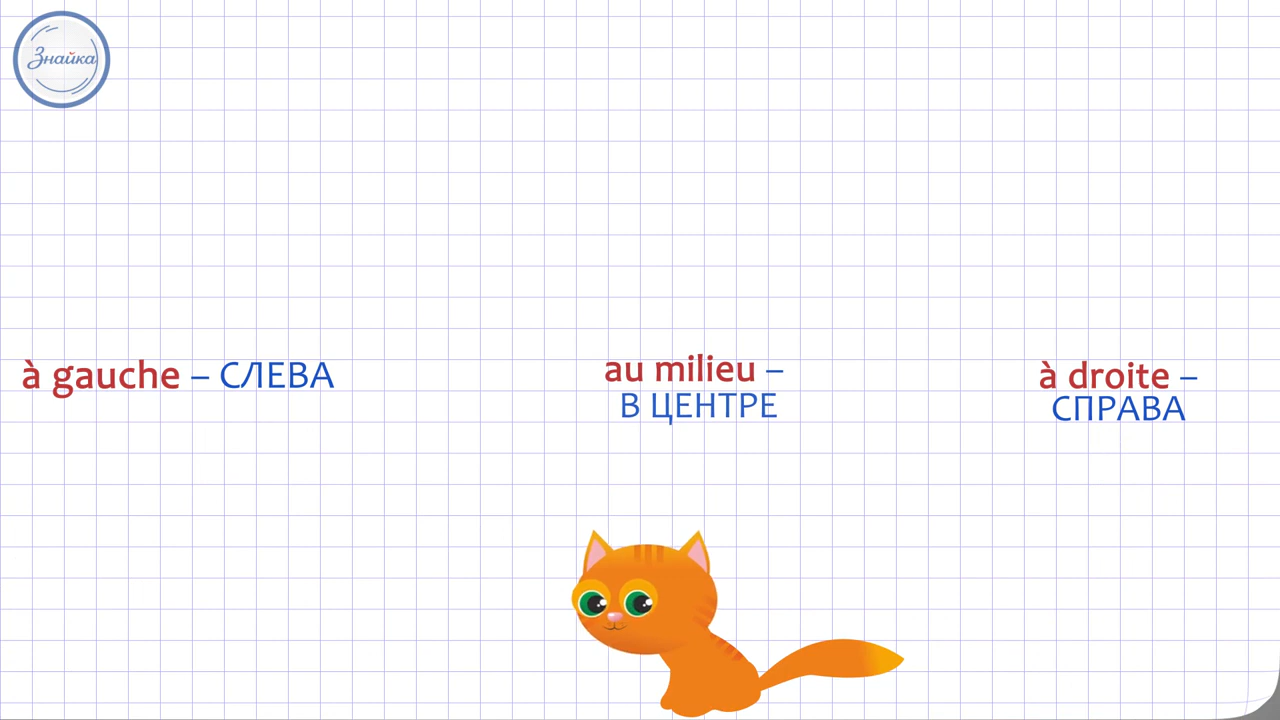 Знайка
à gauche – СЛЕВА
au milieu –
В ЦЕНТРЕ
à droite –
СПРАВА